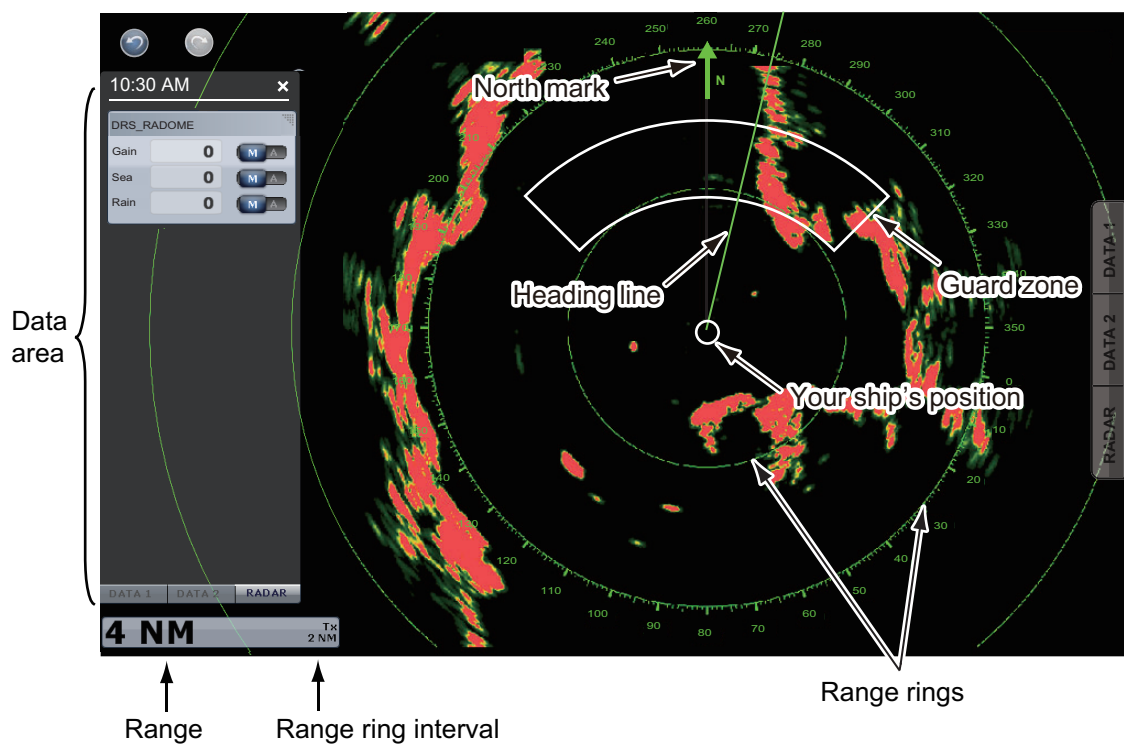 10:30 AM ×
DRS_RADOME
Gain 0 M A
Sea 0 M A
Rain 0 M A
DATA 1 DATA 2 RADAR
4 NM
Tx
2 NM
Data
area
Range
Range ring interval
North mark
N
Heading line
Guard zone
Your ship's position
Range rings
DATA 1
DATA 2
RADAR
230
240
250
260
270
280
290
300
310
320
330
340
350
0
10
20
30
40
50
60
70
80
90
100
110
120
200